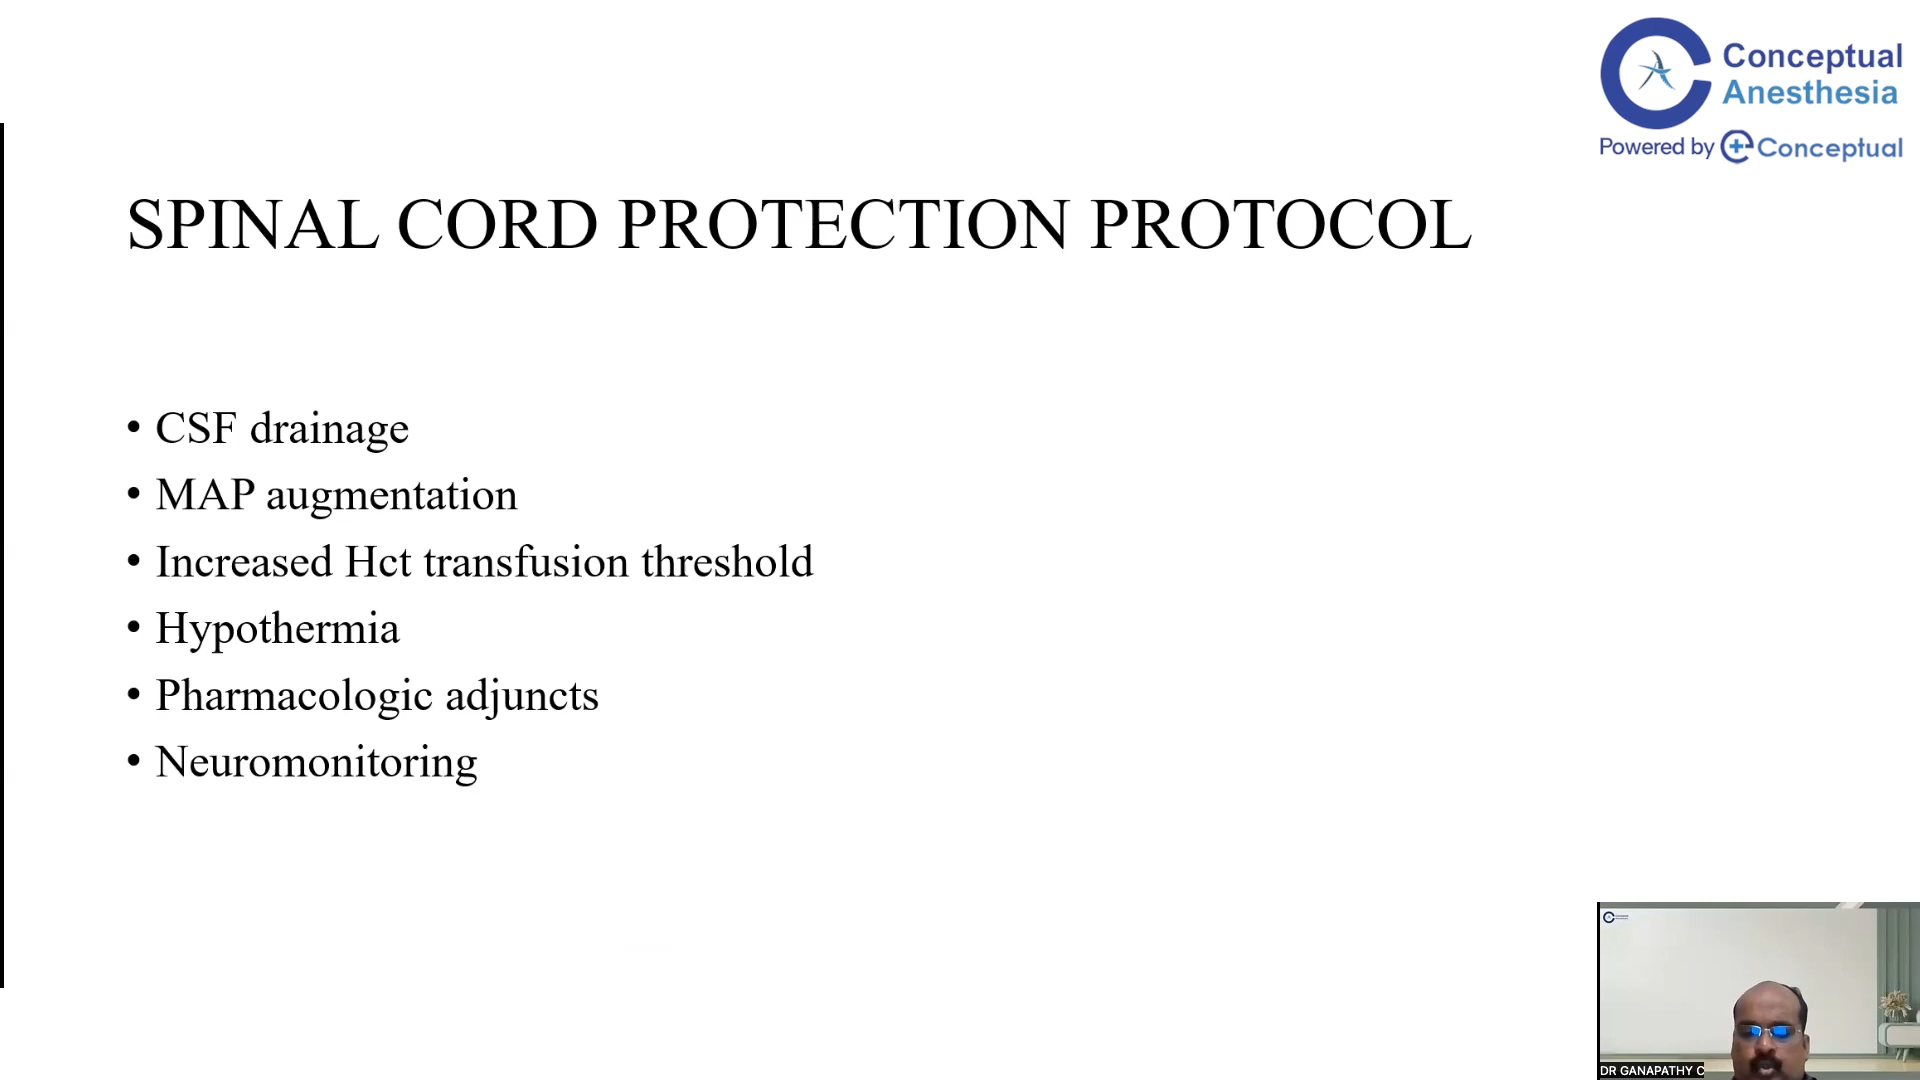 Conceptual
Anesthesia
Powered by Conceptual
SPINAL CORD PROTECTION PROTOCOL
• CSF drainage
• MAP augmentation
• Increased Hct transfusion threshold
• Hypothermia
• Pharmacologic adjuncts
• Neuromonitoring
DR GANAPATHY C